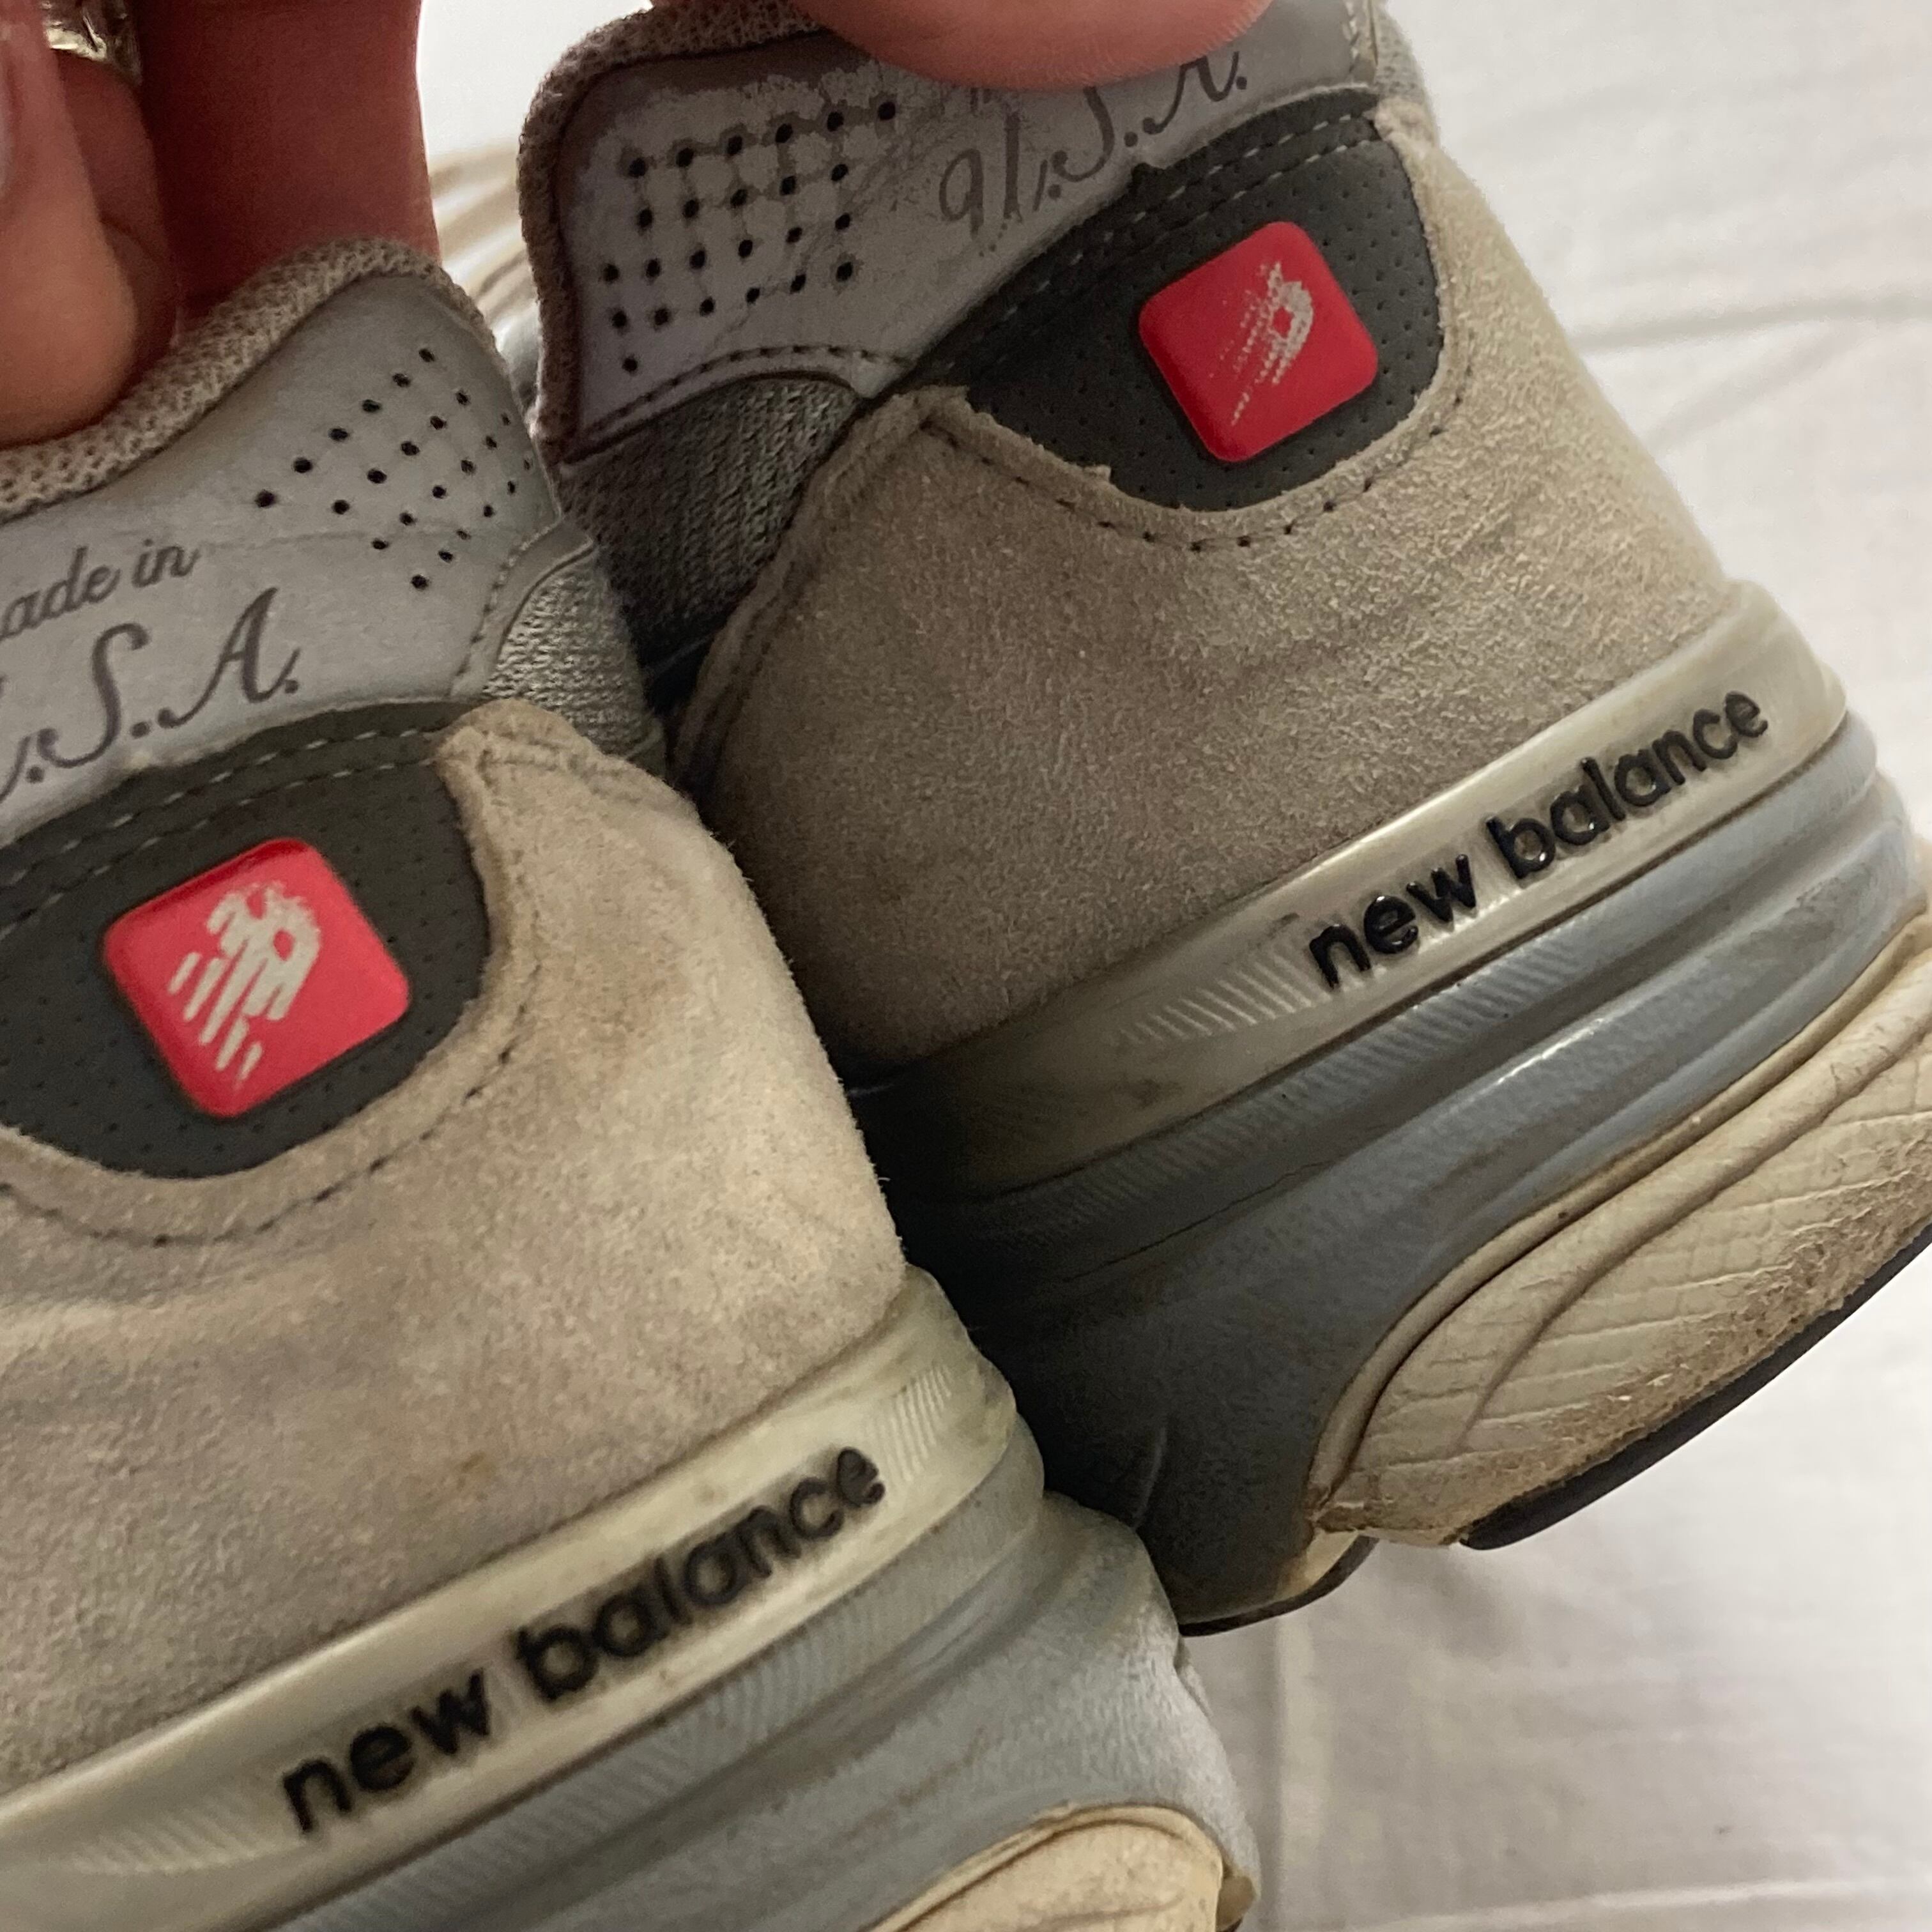 U.S.A.
ade in
.S.A.
new balance
new balance